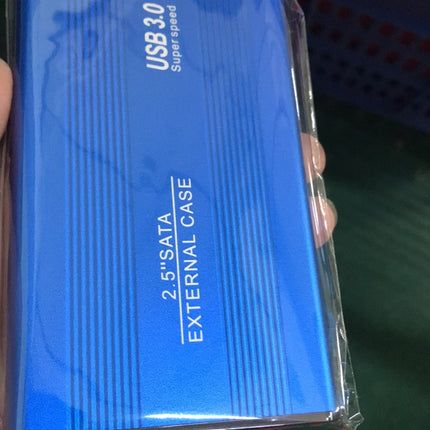 USB 3.0
Super speed
2.5"SATA
EXTERNAL CASE